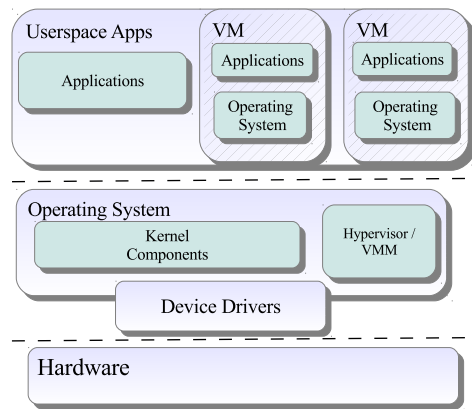 Userspace Apps
Applications
VM
Applications
Operating
System
VM
Applications
Operating
System
Operating System
Kernel
Components
Hypervisor /
VMM
Device Drivers
Hardware